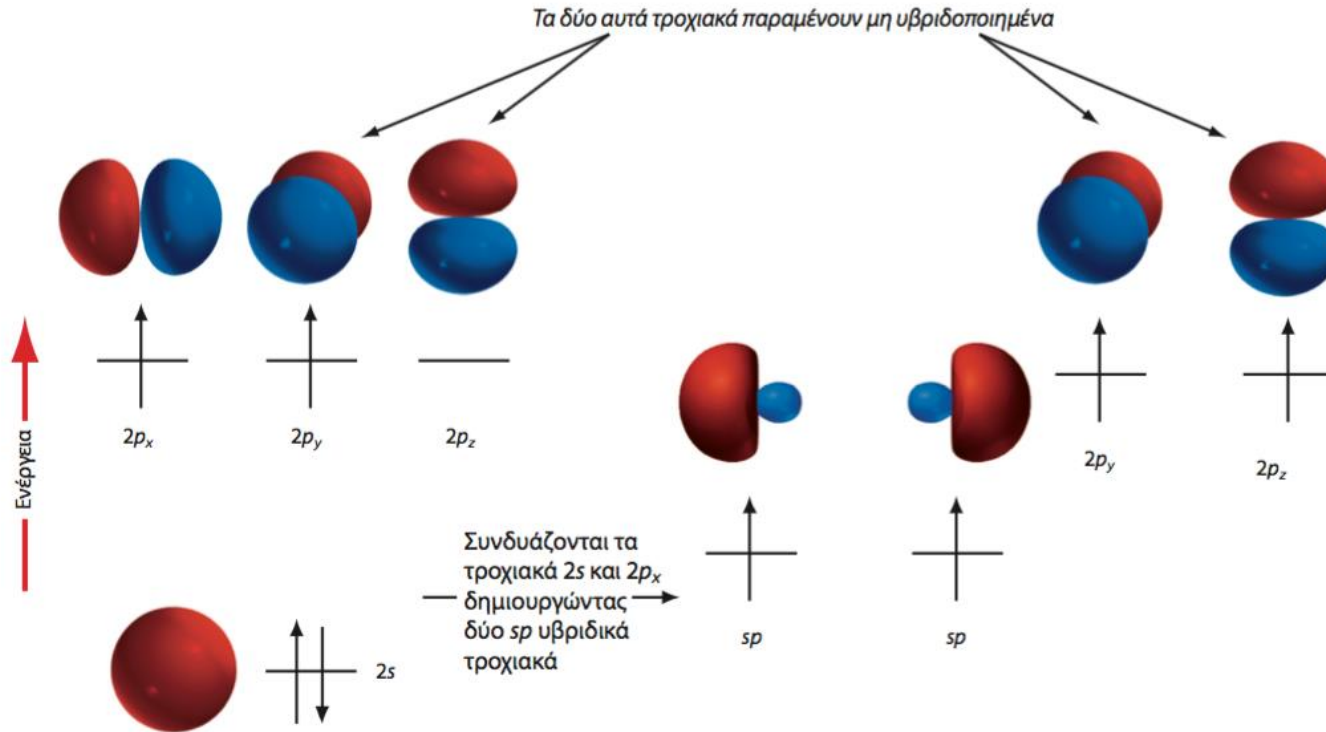 Τα δύο αυτά τροχιακά παραμένουν μη υβριδοποιημένα
Ενέργεια
2px
2py
2pz
2s
Συνδυάζονται τα
τροχιακά 2s και 2px
δημιουργώντας
δύο sp υβριδικά
τροχιακά
sp
sp
2py
2pz